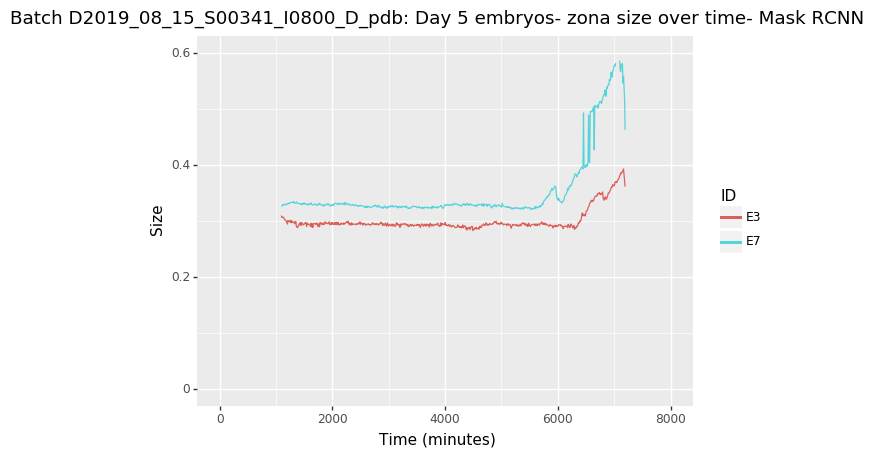 Batch D2019_08_15_S00341_I0800_D_pdb: Day 5 embryos- zona size over time- Mask RCNN
0.6
0.4
0.2
0
Size
0
2000
4000
6000
8000
Time (minutes)
ID
E3
E7